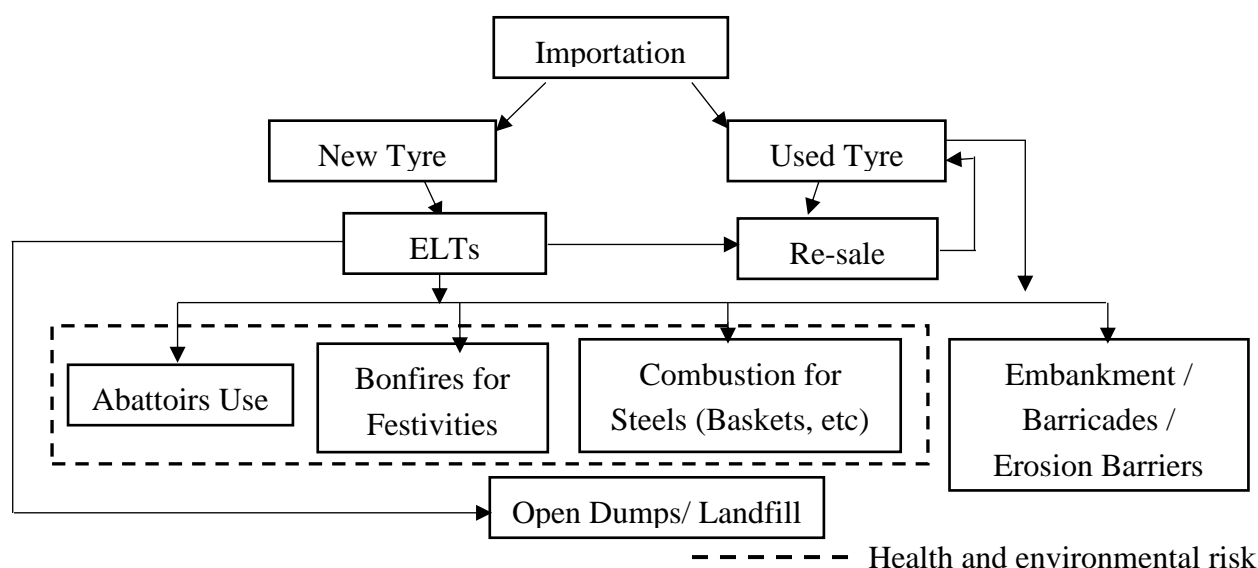 Importation
New Tyre
Used Tyre
ELTs
Re-sale
Abattoirs Use
Bonfires for
Festivities
Combustion for
Steels (Baskets, etc)
Embankment /
Barricades /
Erosion Barriers
Open Dumps/ Landfill
Health and environmental risk